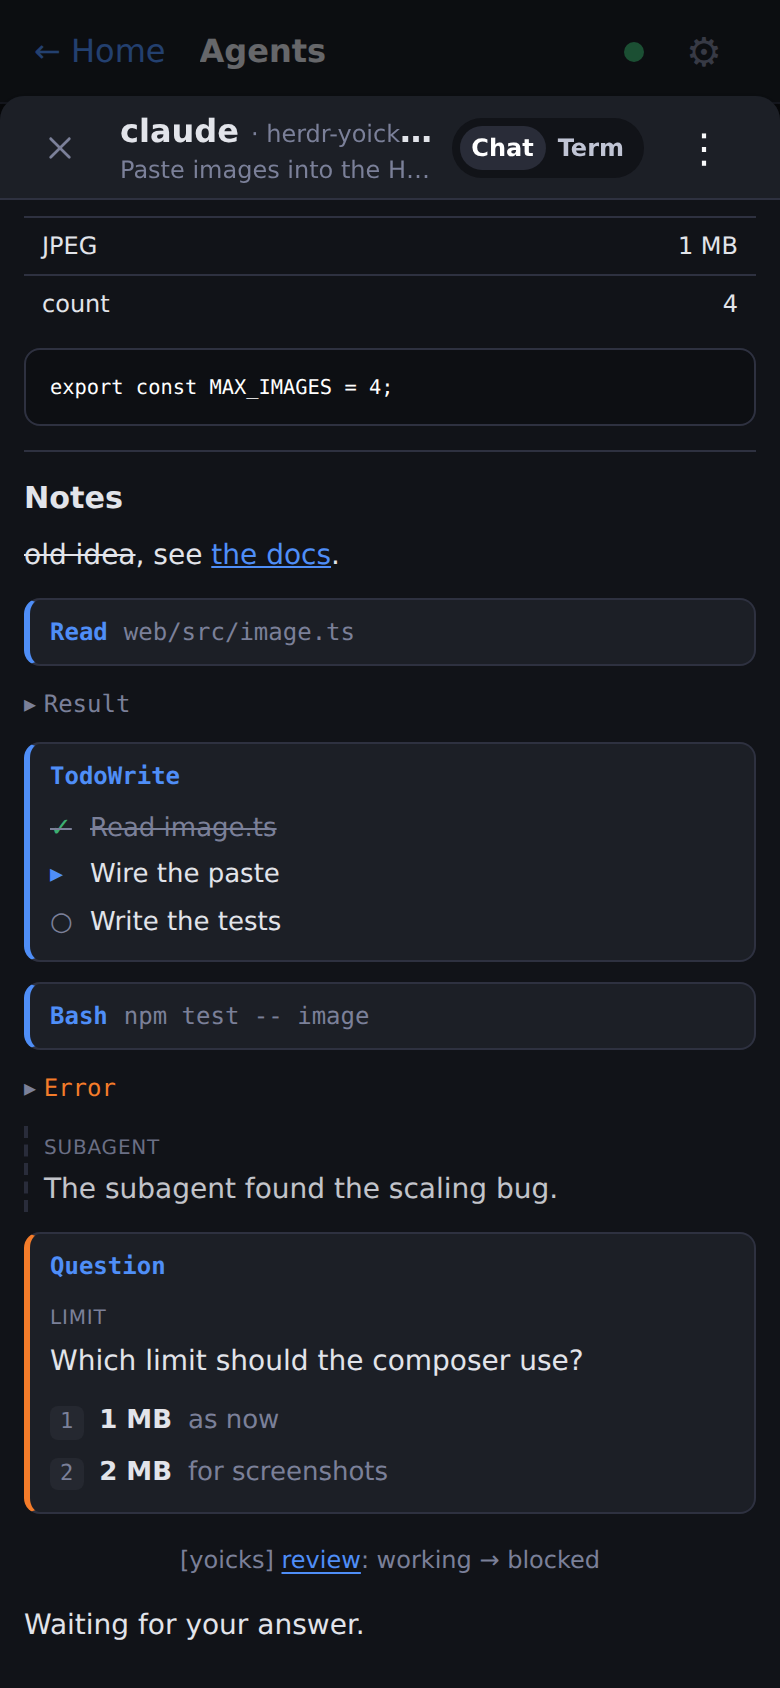 ← Home Agents
claude · herdr-yoick...
Paste images into the H...
Chat Term
JPEG 1 MB
count 4
export const MAX_IMAGES = 4;
Notes
old idea, see the docs.
Read web/src/image.ts
▸ Result
TodoWrite
✓ Read image.ts
▸ Wire the paste
○ Write the tests
Bash npm test -- image
▸ Error
SUBAGENT
The subagent found the scaling bug.
Question
LIMIT
Which limit should the composer use?
1 1 MB as now
2 2 MB for screenshots
[yoicks] review: working → blocked
Waiting for your answer.